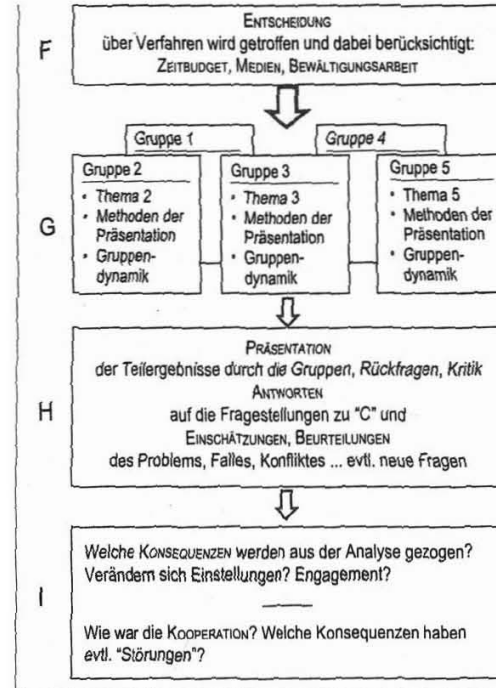 F
ENTSCHEIDUNG
über Verfahren wird getroffen und dabei berücksichtigt:
ZEITBUDGET, MEDIEN, BEWÄLTIGUNGSARBEIT
Gruppe 1
Gruppe 4
G
Gruppe 2
• Thema 2
• Methoden der
Präsentation
• Gruppen-
dynamik
Gruppe 3
• Thema 3
• Methoden der
Präsentation
• Gruppen-
dynamik
Gruppe 5
• Thema 5
• Methoden der
Präsentation
• Gruppen-
dynamik
H
PRÄSENTATION
der Teilergebnisse durch die Gruppen, Rückfragen, Kritik
ANTWORTEN
auf die Fragestellungen zu "C" und
EINSCHÄTZUNGEN, BEURTEILUNGEN
des Problems, Falles, Konfliktes ... evtl. neue Fragen
I
Welche KONSEQUENZEN werden aus der Analyse gezogen?
Verändern sich Einstellungen? Engagement?
Wie war die KOOPERATION? Welche Konsequenzen haben
evtl. "Störungen"?